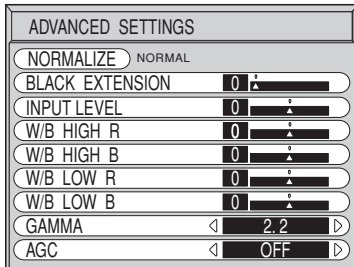 ADVANCED SETTINGS
NORMALIZE NORMAL
BLACK EXTENSION 0
INPUT LEVEL 0
W/B HIGH R 0
W/B HIGH B 0
W/B LOW R 0
W/B LOW B 0
GAMMA 2.2
AGC OFF